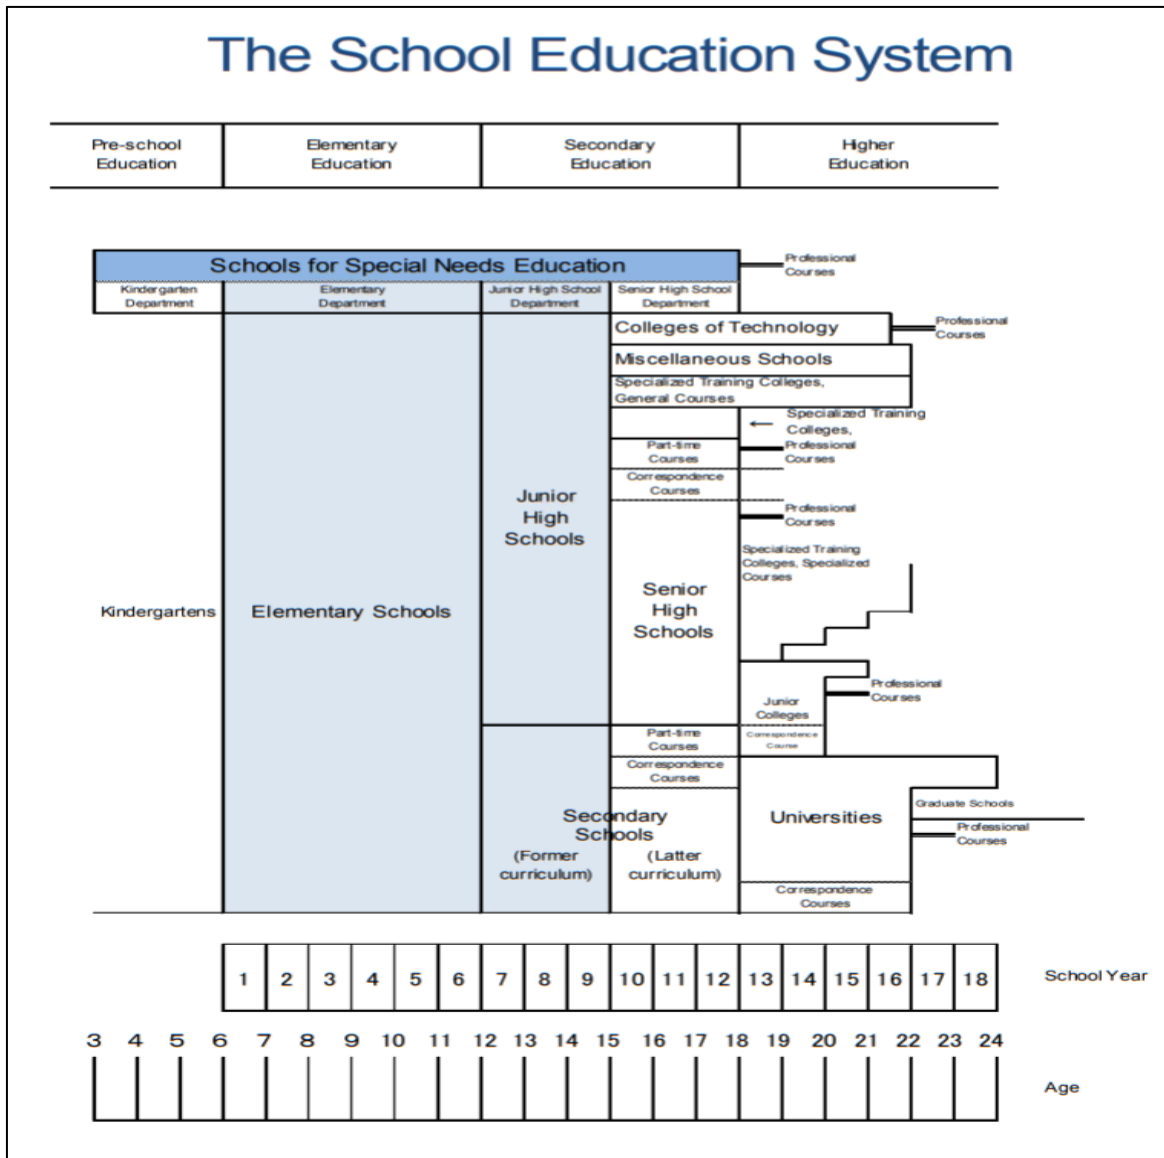 The School Education System
Pre-school
Education
Elementary
Education
Secondary
Education
Higher
Education
Schools for Special Needs Education
Professional
Courses
Kindergarten
Department
Elementary
Department
Junior High School
Department
Senior High School
Department
Colleges of Technology
Professional
Courses
Miscellaneous Schools
Specialized Training Colleges,
General Courses
← Specialized Training
Colleges,
Part-time
Courses
Professional
Courses
Correspondence
Courses
Junior
High
Schools
Professional
Courses
Specialized Training
Colleges, Specialized
Courses
Kindergartens
Elementary Schools
Senior
High
Schools
Junior
Colleges
Professional
Courses
Part-time
Courses
Correspondence
Course
Correspondence
Courses
Secondary
Schools
(Former
curriculum)
(Latter
curriculum)
Universities
Graduate Schools
Professional
Courses
Correspondence
Courses
1 2 3 4 5 6 7 8 9 10 11 12 13 14 15 16 17 18 School Year
3 4 5 6 7 8 9 10 11 12 13 14 15 16 17 18 19 20 21 22 23 24
Age